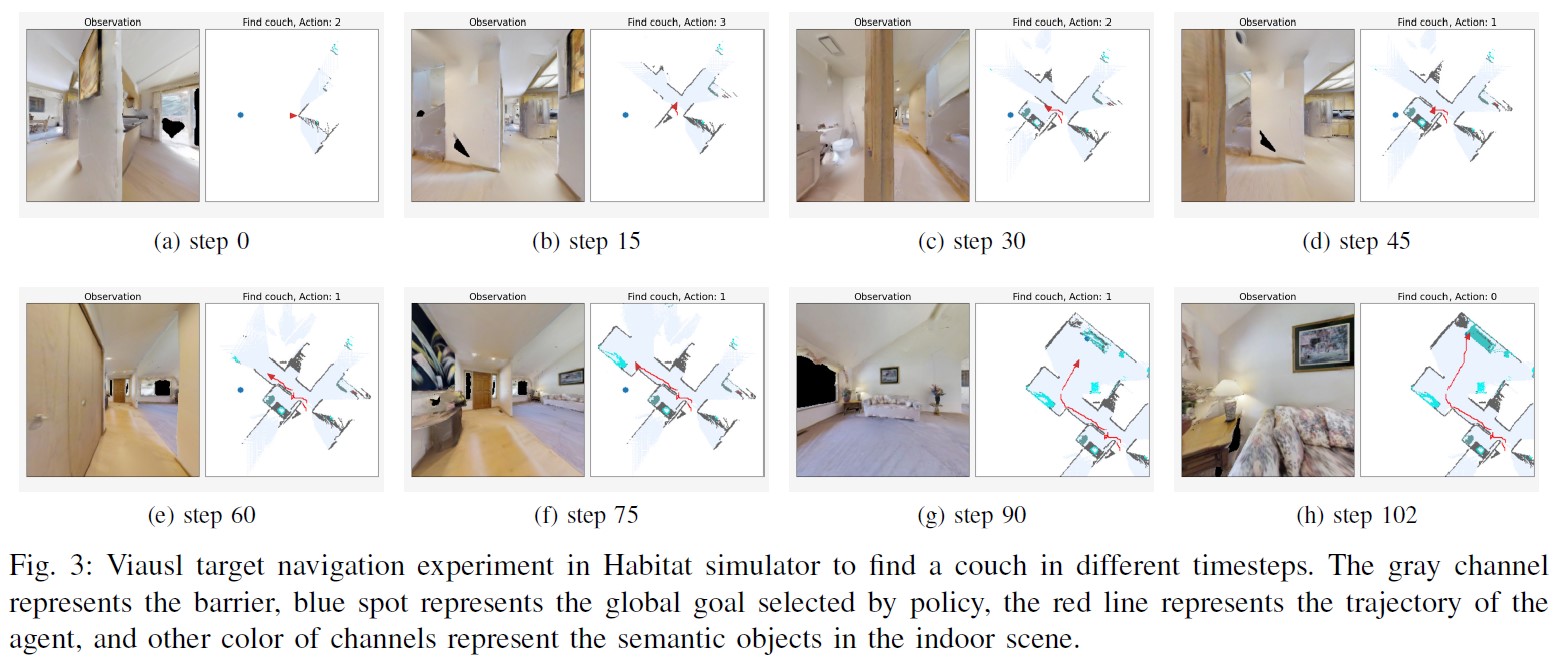 Observation Find couch, Action: 2 Observation Find couch, Action: 3 Observation Find couch, Action: 2 Observation Find couch, Action: 1
(a) step 0 (b) step 15 (c) step 30 (d) step 45
Observation Find couch, Action: 1 Observation Find couch, Action: 1 Observation Find couch, Action: 1 Observation Find couch, Action: 0
(e) step 60 (f) step 75 (g) step 90 (h) step 102
Fig. 3: Viausl target navigation experiment in Habitat simulator to find a couch in different timesteps. The gray channel
represents the barrier, blue spot represents the global goal selected by policy, the red line represents the trajectory of the
agent, and other color of channels represent the semantic objects in the indoor scene.